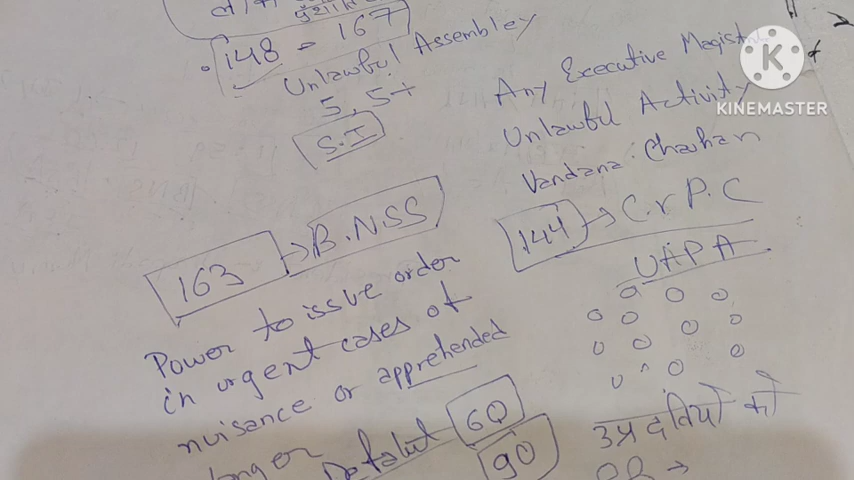 148 = 167
Unlawful Assembley
5, 5+
S.I
Any Executive
Unlawful Activity
Vandana Chauhan
144 → C.r.P.C
UAPA
163 → B.NSS
Power to issue order
in urgent cases of
nuisance or apprehended
60
90
KINEMASTER